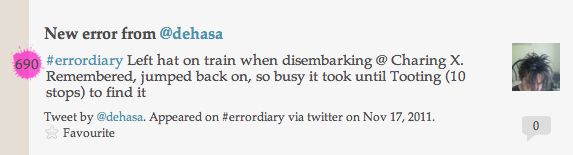 New error from @dehasa
690
#errordiary Left hat on train when disembarking @ Charing X.
Remembered, jumped back on, so busy it took until Tooting (10
stops) to find it
Tweet by @dehasa. Appeared on #errordiary via twitter on Nov 17, 2011.
Favourite
0